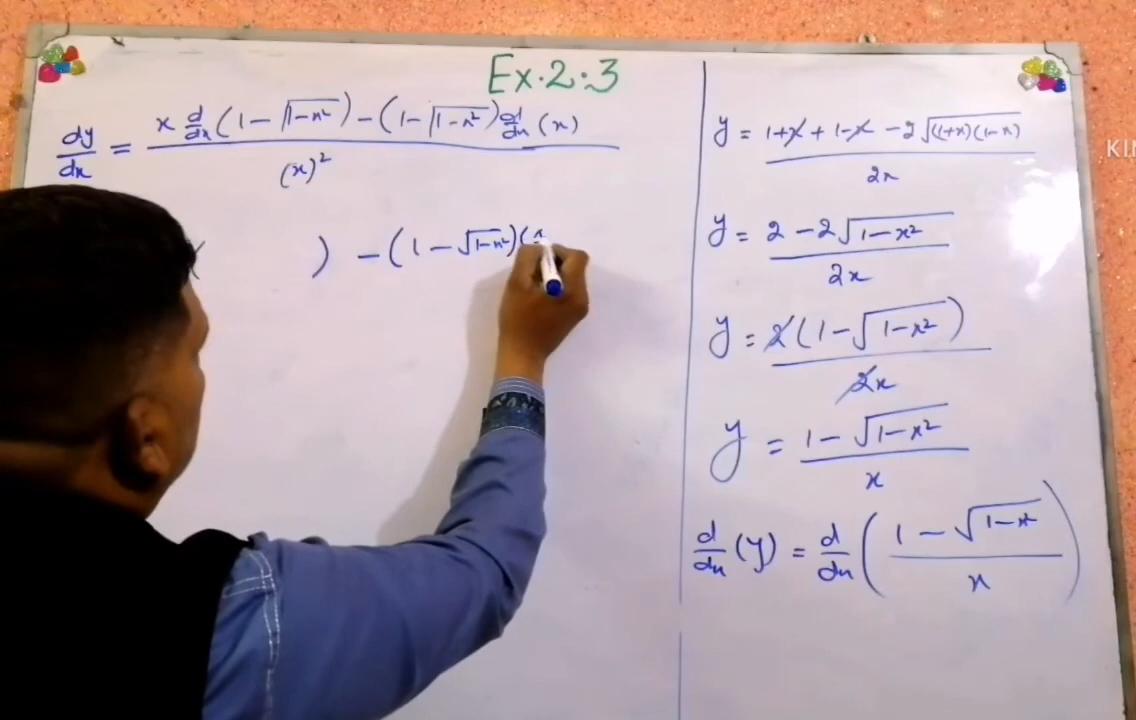 Ex.2.3
dy/dx = x d/dx (1 - √1-x²) - (1 - √1-x²) d/dx (x) / (x)²
( ) - (1 - √1-x²) (
y = 1+x + 1-x - 2√(1+x)(1-x) / 2x
y = 2 - 2√1-x² / 2x
y = 2(1 - √1-x²) / 2x
y = 1 - √1-x² / x
d/dx (y) = d/dx (1 - √1-x² / x)